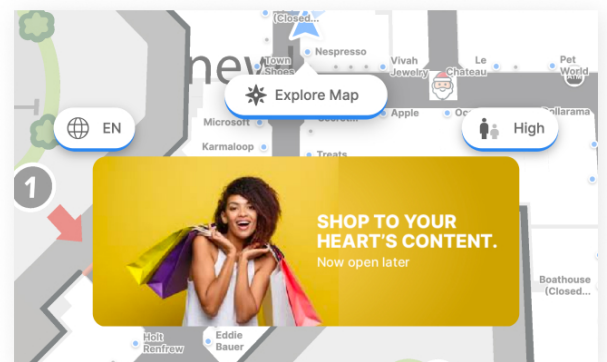 (Closed...
new!
Nespresso
Town
Shoes
Vivah
Jewelry
Le
Chateau
Pet
World
Explore Map
Apple
Microsoft
EN
High
Karmaloop
Treats
1
SHOP TO YOUR
HEART'S CONTENT.
Now open later
Boathouse
(Closed...
Holt
Renfrew
Eddie
Bauer